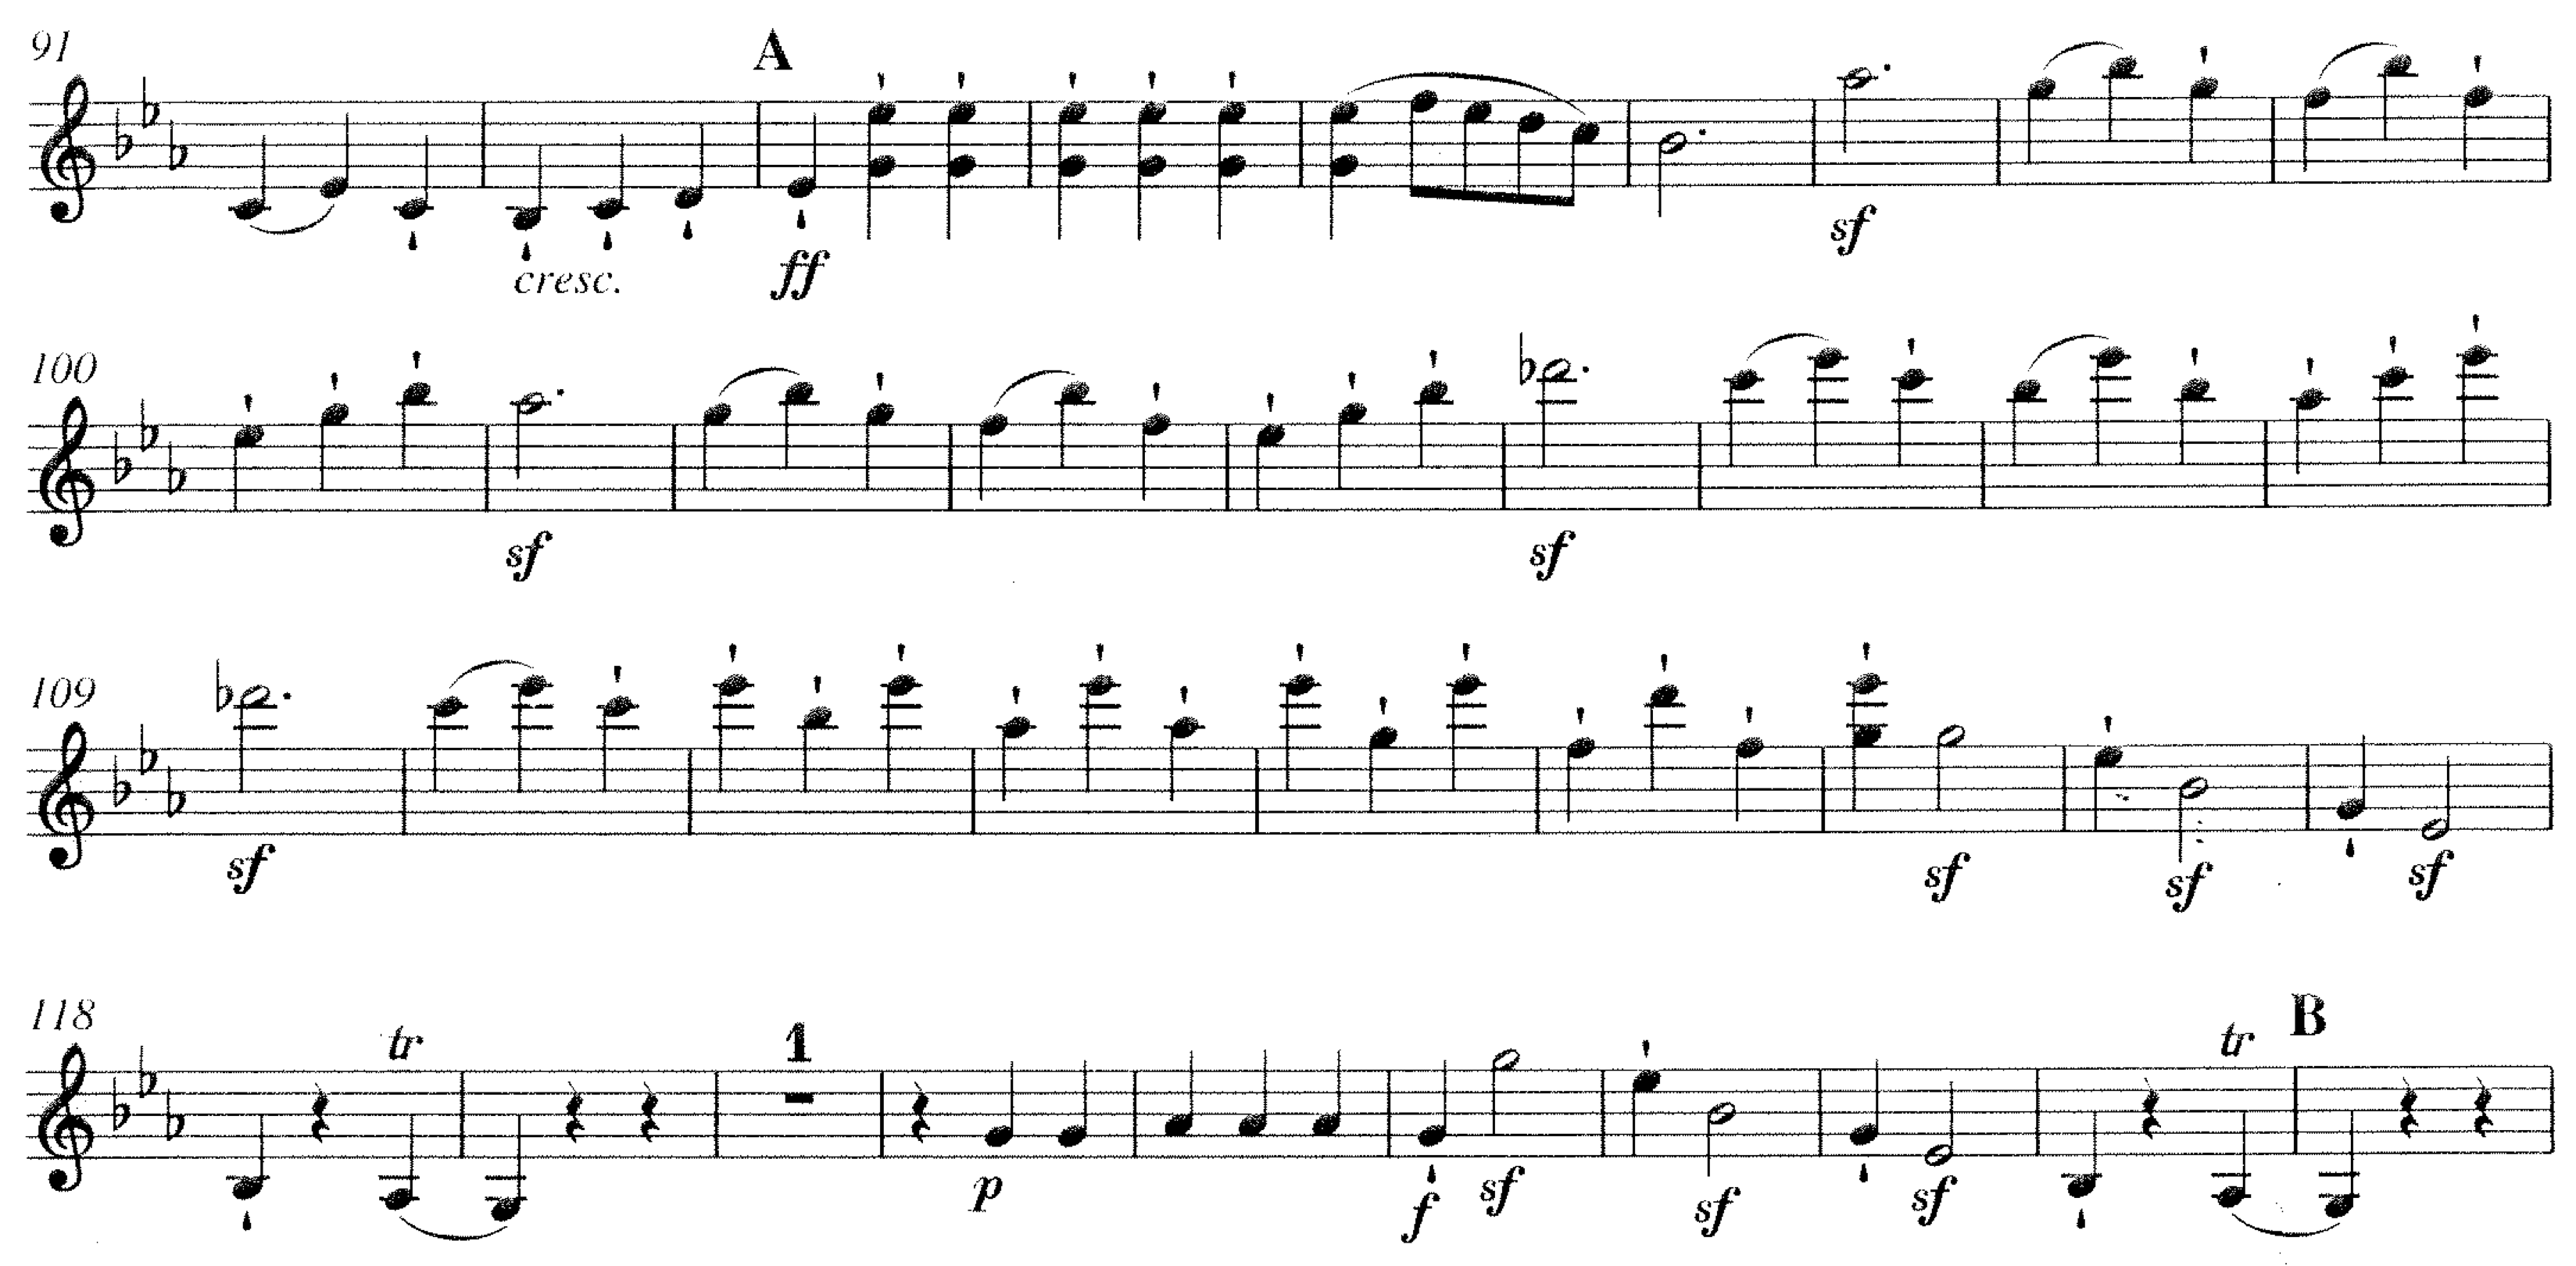 91 A
cresc. ff sf
100
sf sf
109
sf sf sf sf
118 tr 1 tr B
p f sf sf sf